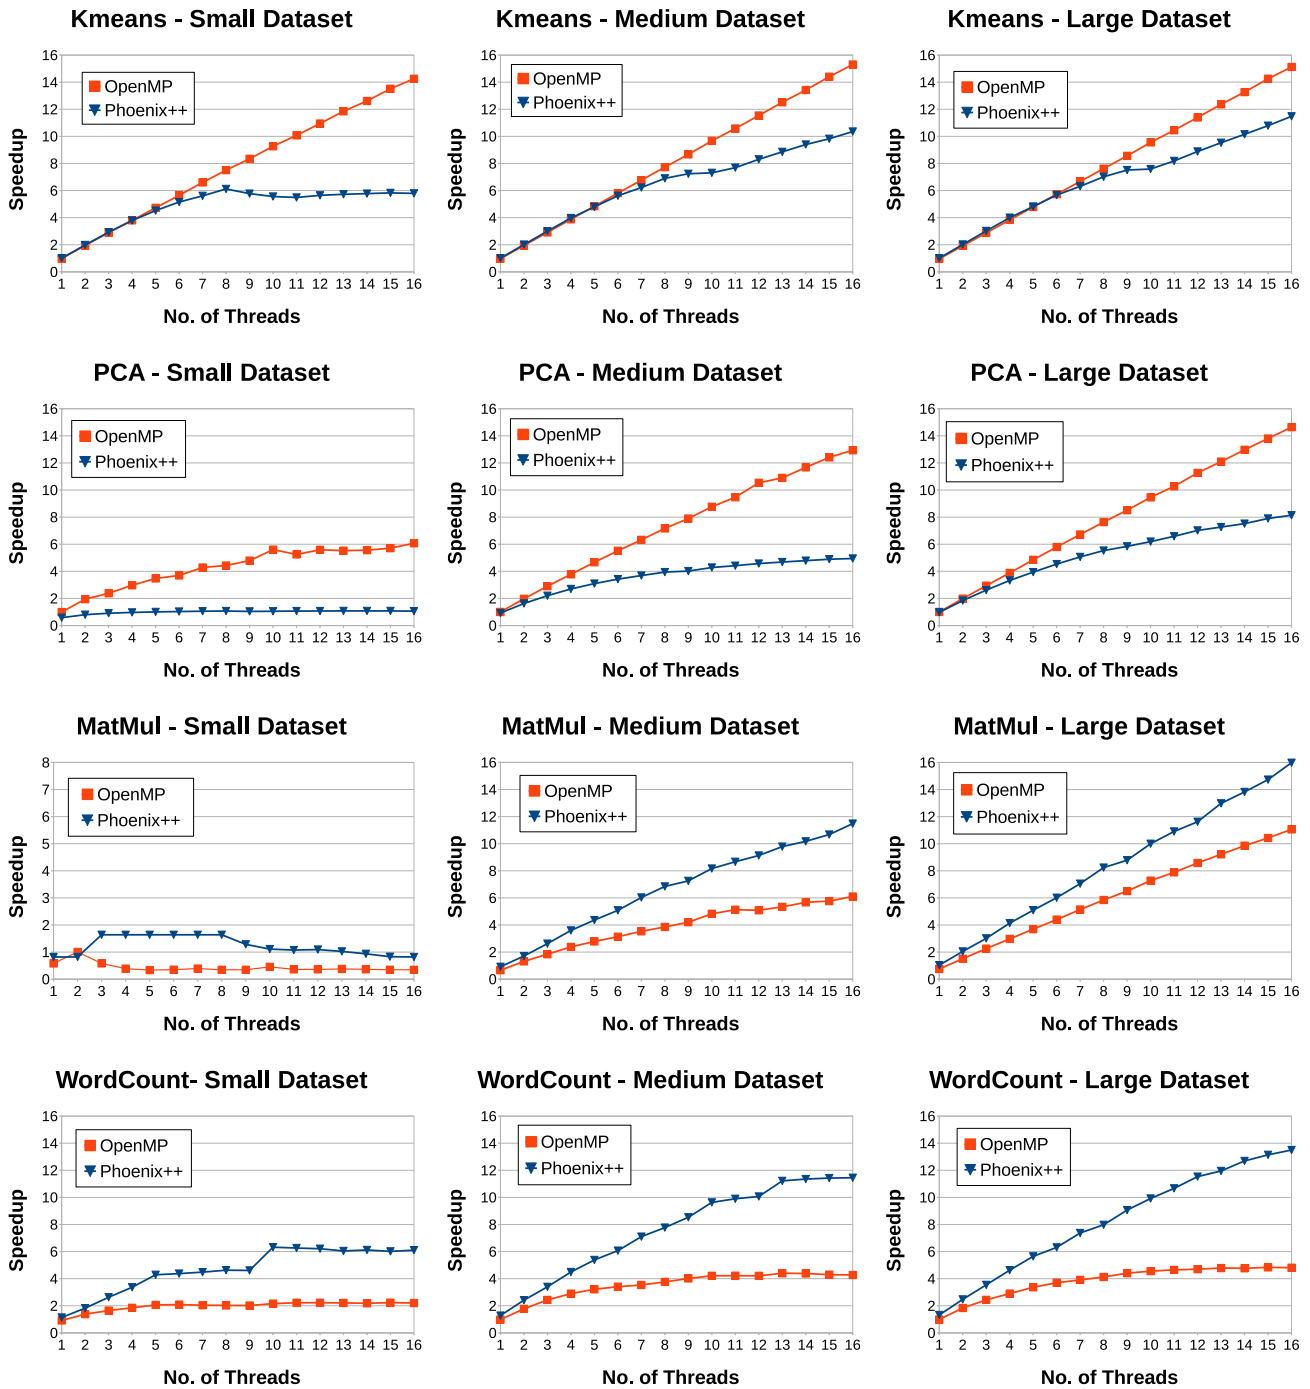 Kmeans - Small Dataset
16
14
12
10
8
6
4
2
0
Speedup
OpenMP
Phoenix++
1 2 3 4 5 6 7 8 9 10 11 12 13 14 15 16
No. of Threads
Kmeans - Medium Dataset
16
14
12
10
8
6
4
2
0
Speedup
OpenMP
Phoenix++
1 2 3 4 5 6 7 8 9 10 11 12 13 14 15 16
No. of Threads
Kmeans - Large Dataset
16
14
12
10
8
6
4
2
0
Speedup
OpenMP
Phoenix++
1 2 3 4 5 6 7 8 9 10 11 12 13 14 15 16
No. of Threads
PCA - Small Dataset
16
14
12
10
8
6
4
2
0
Speedup
OpenMP
Phoenix++
1 2 3 4 5 6 7 8 9 10 11 12 13 14 15 16
No. of Threads
PCA - Medium Dataset
16
14
12
10
8
6
4
2
0
Speedup
OpenMP
Phoenix++
1 2 3 4 5 6 7 8 9 10 11 12 13 14 15 16
No. of Threads
PCA - Large Dataset
16
14
12
10
8
6
4
2
0
Speedup
OpenMP
Phoenix++
1 2 3 4 5 6 7 8 9 10 11 12 13 14 15 16
No. of Threads
MatMul - Small Dataset
8
7
6
5
4
3
2
1
0
Speedup
OpenMP
Phoenix++
1 2 3 4 5 6 7 8 9 10 11 12 13 14 15 16
No. of Threads
MatMul - Medium Dataset
16
14
12
10
8
6
4
2
0
Speedup
OpenMP
Phoenix++
1 2 3 4 5 6 7 8 9 10 11 12 13 14 15 16
No. of Threads
MatMul - Large Dataset
16
14
12
10
8
6
4
2
0
Speedup
OpenMP
Phoenix++
1 2 3 4 5 6 7 8 9 10 11 12 13 14 15 16
No. of Threads
WordCount- Small Dataset
16
14
12
10
8
6
4
2
0
Speedup
OpenMP
Phoenix++
1 2 3 4 5 6 7 8 9 10 11 12 13 14 15 16
No. of Threads
WordCount - Medium Dataset
16
14
12
10
8
6
4
2
0
Speedup
OpenMP
Phoenix++
1 2 3 4 5 6 7 8 9 10 11 12 13 14 15 16
No. of Threads
WordCount - Large Dataset
16
14
12
10
8
6
4
2
0
Speedup
OpenMP
Phoenix++
1 2 3 4 5 6 7 8 9 10 11 12 13 14 15 16
No. of Threads